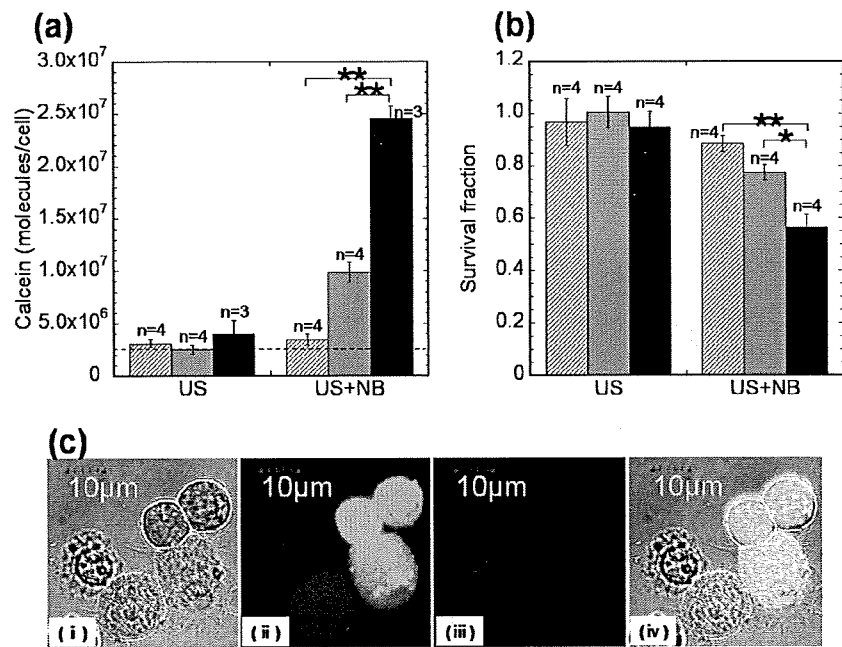 (a)
Calcein (molecules/cell)
3.0x10⁷
2.5x10⁷
2.0x10⁷
1.5x10⁷
1.0x10⁷
5.0x10⁶
0
n=4
n=4
n=3
n=4
n=4
n=3
**
**
US
US+NB
(b)
Survival fraction
1.2
1.0
0.8
0.6
0.4
0.2
0
n=4
n=4
n=4
n=4
n=4
n=4
**
*
US
US+NB
(c)
10μm
10μm
10μm
10μm
(i)
(ii)
(iii)
(iv)